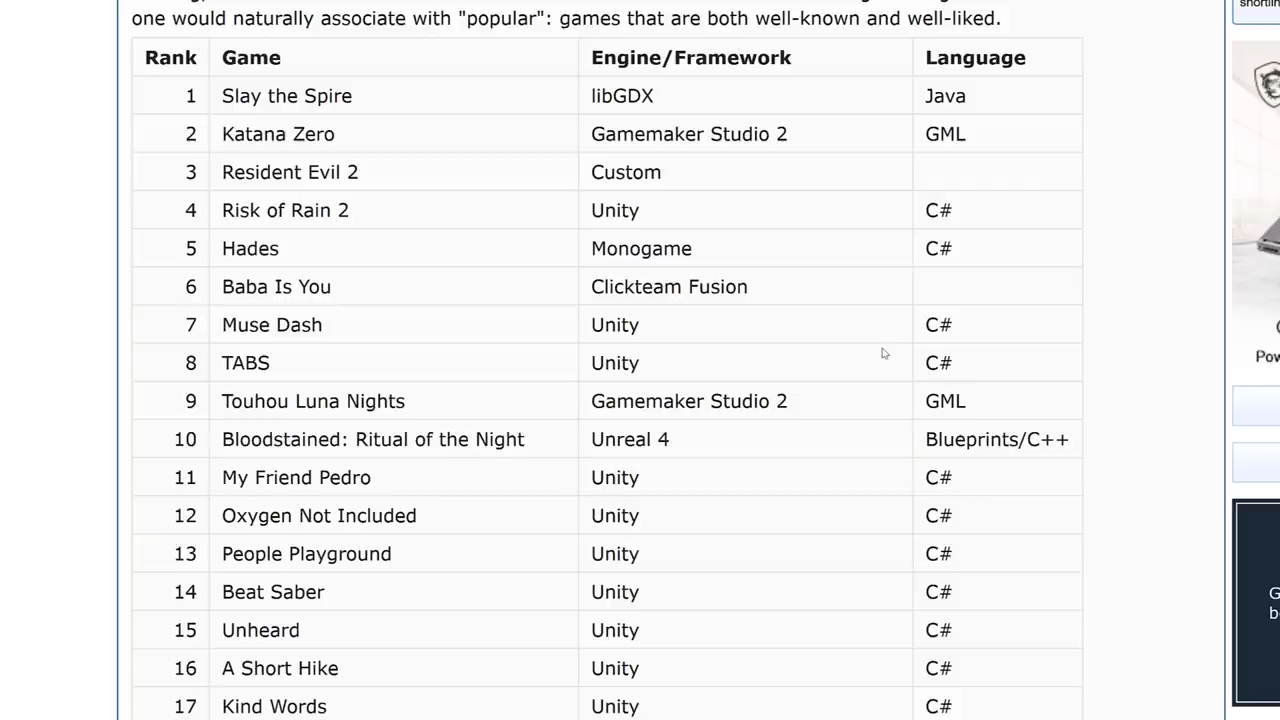 shortlin
one would naturally associate with "popular": games that are both well-known and well-liked.
Rank Game Engine/Framework Language
1 Slay the Spire libGDX Java
2 Katana Zero Gamemaker Studio 2 GML
3 Resident Evil 2 Custom
4 Risk of Rain 2 Unity C#
5 Hades Monogame C#
6 Baba Is You Clickteam Fusion
7 Muse Dash Unity C#
8 TABS Unity C#
Pow
9 Touhou Luna Nights Gamemaker Studio 2 GML
10 Bloodstained: Ritual of the Night Unreal 4 Blueprints/C++
11 My Friend Pedro Unity C#
12 Oxygen Not Included Unity C#
13 People Playground Unity C#
14 Beat Saber Unity C#
G
b
15 Unheard Unity C#
16 A Short Hike Unity C#
17 Kind Words Unity C#